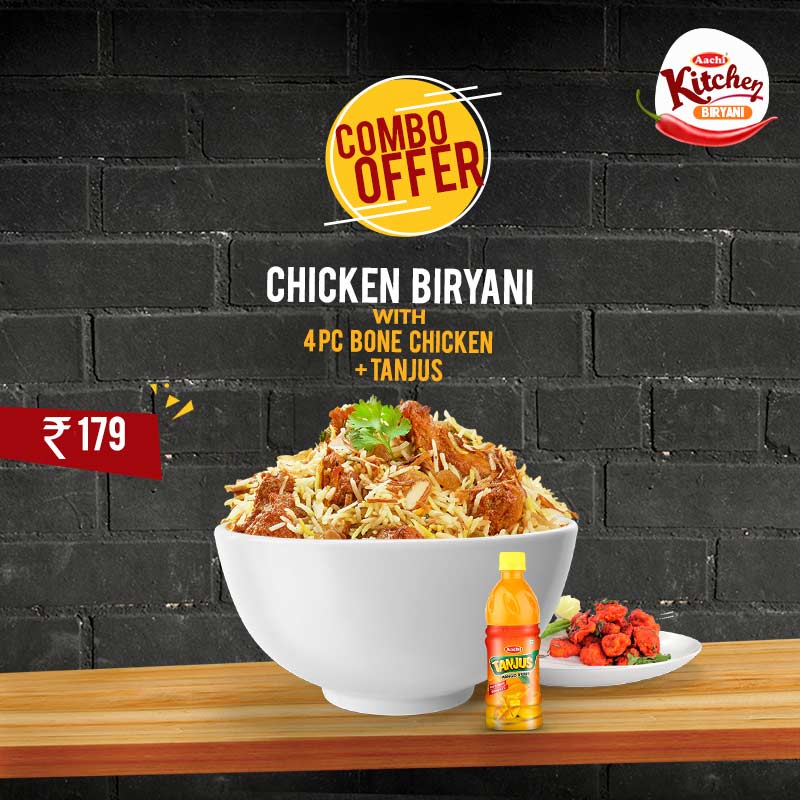 Aachi
Kitchen
BIRYANI
COMBO
OFFER
CHICKEN BIRYANI
WITH
4PC BONE CHICKEN
+ TANJUS
₹ 179
Aachi
TANJUS